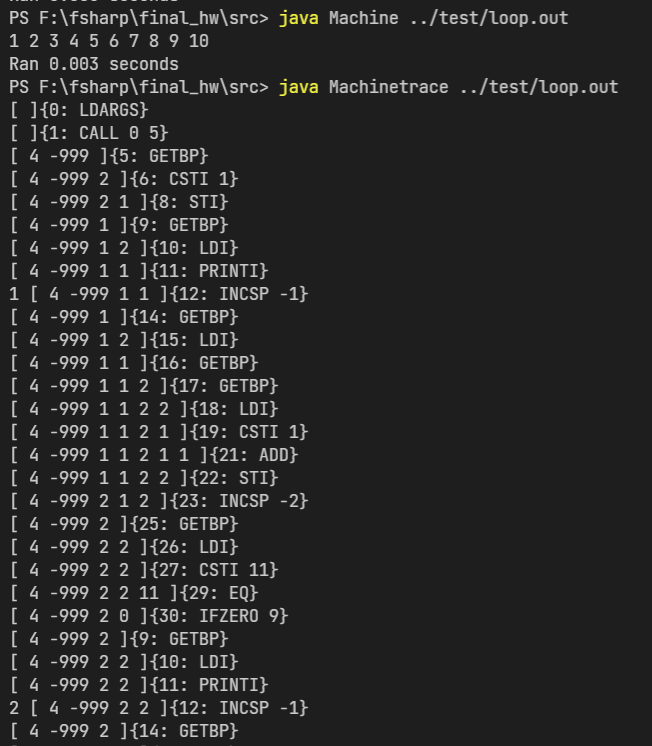 PS F:\fsharp\final_hw\src> java Machine ../test/loop.out
1 2 3 4 5 6 7 8 9 10
Ran 0.003 seconds
PS F:\fsharp\final_hw\src> java Machinetrace ../test/loop.out
[ ]{0: LDARGS}
[ ]{1: CALL 0 5}
[ 4 -999 ]{5: GETBP}
[ 4 -999 2 ]{6: CSTI 1}
[ 4 -999 2 1 ]{8: STI}
[ 4 -999 1 ]{9: GETBP}
[ 4 -999 1 2 ]{10: LDI}
[ 4 -999 1 1 ]{11: PRINTI}
1 [ 4 -999 1 1 ]{12: INCSP -1}
[ 4 -999 1 ]{14: GETBP}
[ 4 -999 1 2 ]{15: LDI}
[ 4 -999 1 1 ]{16: GETBP}
[ 4 -999 1 1 2 ]{17: GETBP}
[ 4 -999 1 1 2 2 ]{18: LDI}
[ 4 -999 1 1 2 1 ]{19: CSTI 1}
[ 4 -999 1 1 2 1 1 ]{21: ADD}
[ 4 -999 1 1 2 2 ]{22: STI}
[ 4 -999 2 1 2 ]{23: INCSP -2}
[ 4 -999 2 ]{25: GETBP}
[ 4 -999 2 2 ]{26: LDI}
[ 4 -999 2 2 ]{27: CSTI 11}
[ 4 -999 2 2 11 ]{29: EQ}
[ 4 -999 2 0 ]{30: IFZERO 9}
[ 4 -999 2 ]{9: GETBP}
[ 4 -999 2 2 ]{10: LDI}
[ 4 -999 2 2 ]{11: PRINTI}
2 [ 4 -999 2 2 ]{12: INCSP -1}
[ 4 -999 2 ]{14: GETBP}